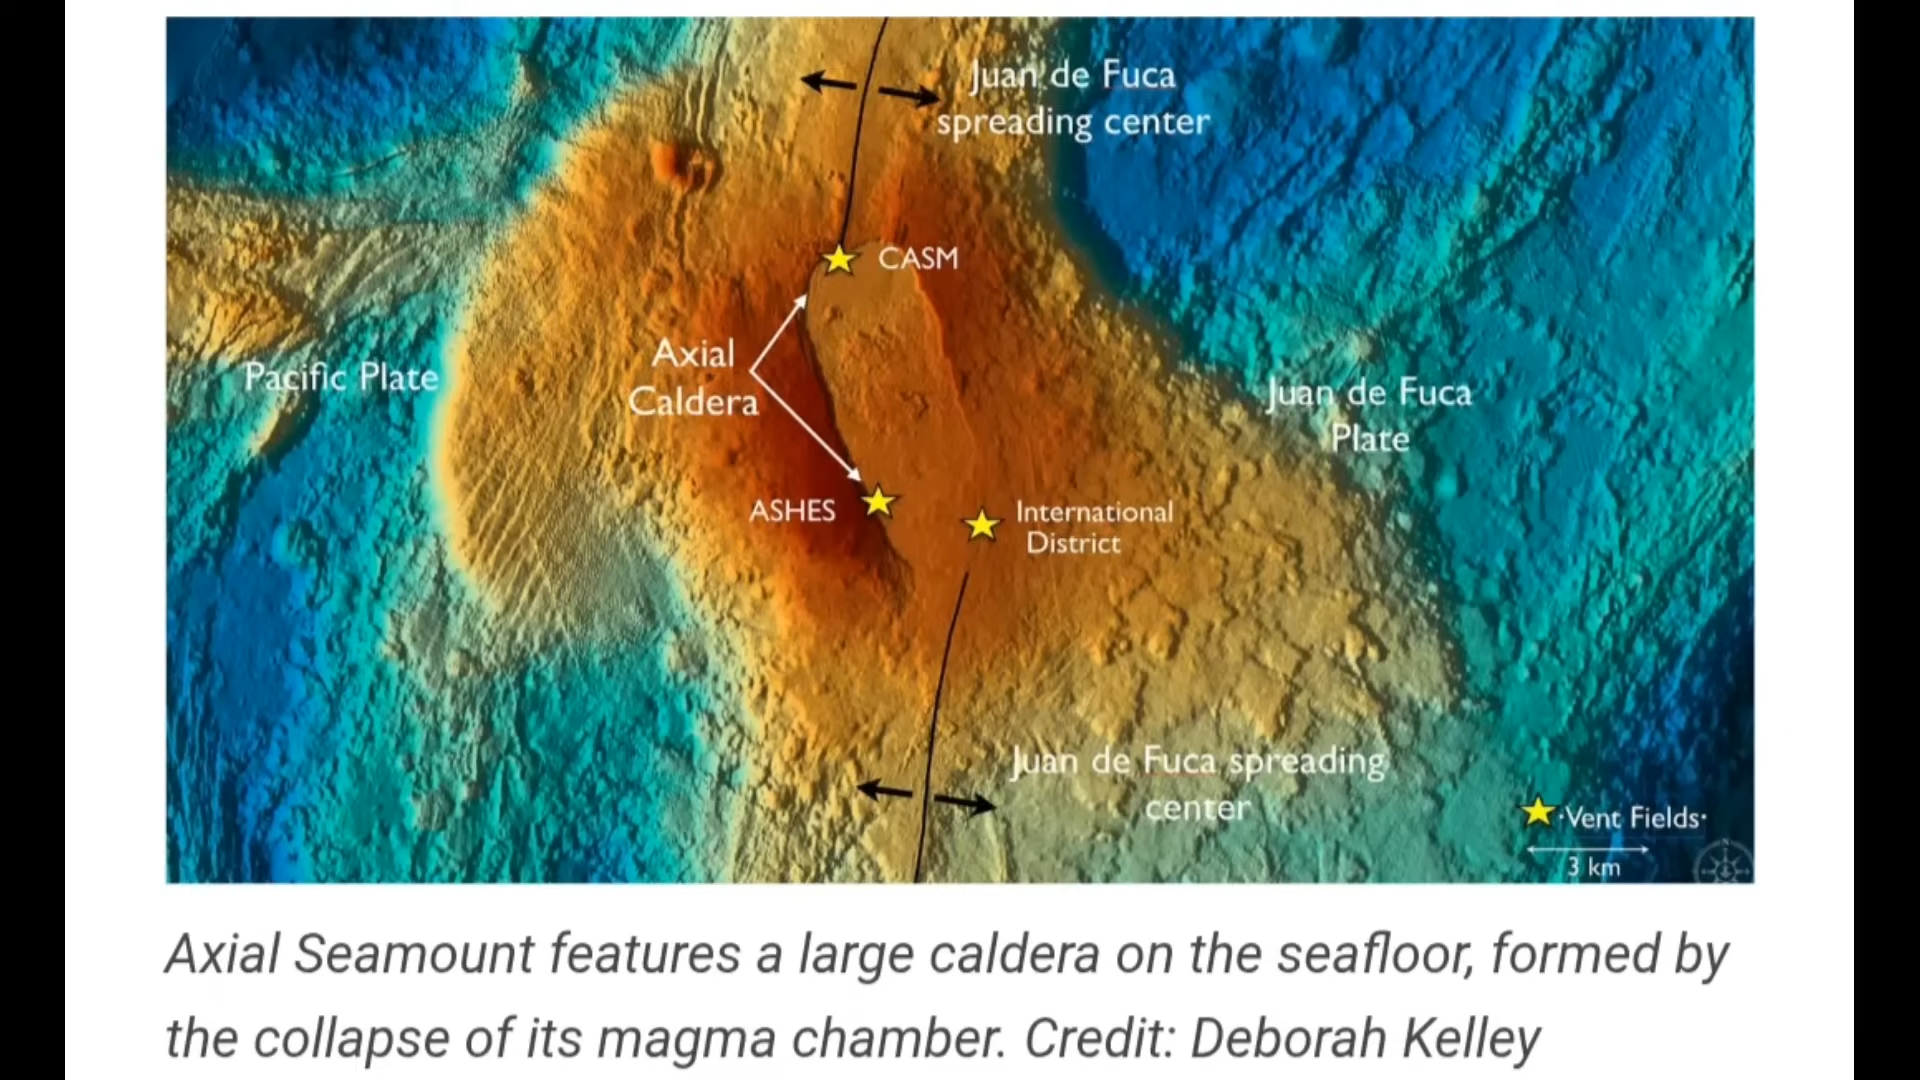 Juan de Fuca
spreading center
CASM
Axial
Caldera
Pacific Plate
Juan de Fuca
Plate
ASHES
International
District
Juan de Fuca spreading
center
·Vent Fields·
3 km
N
Axial Seamount features a large caldera on the seafloor, formed by
the collapse of its magma chamber. Credit: Deborah Kelley